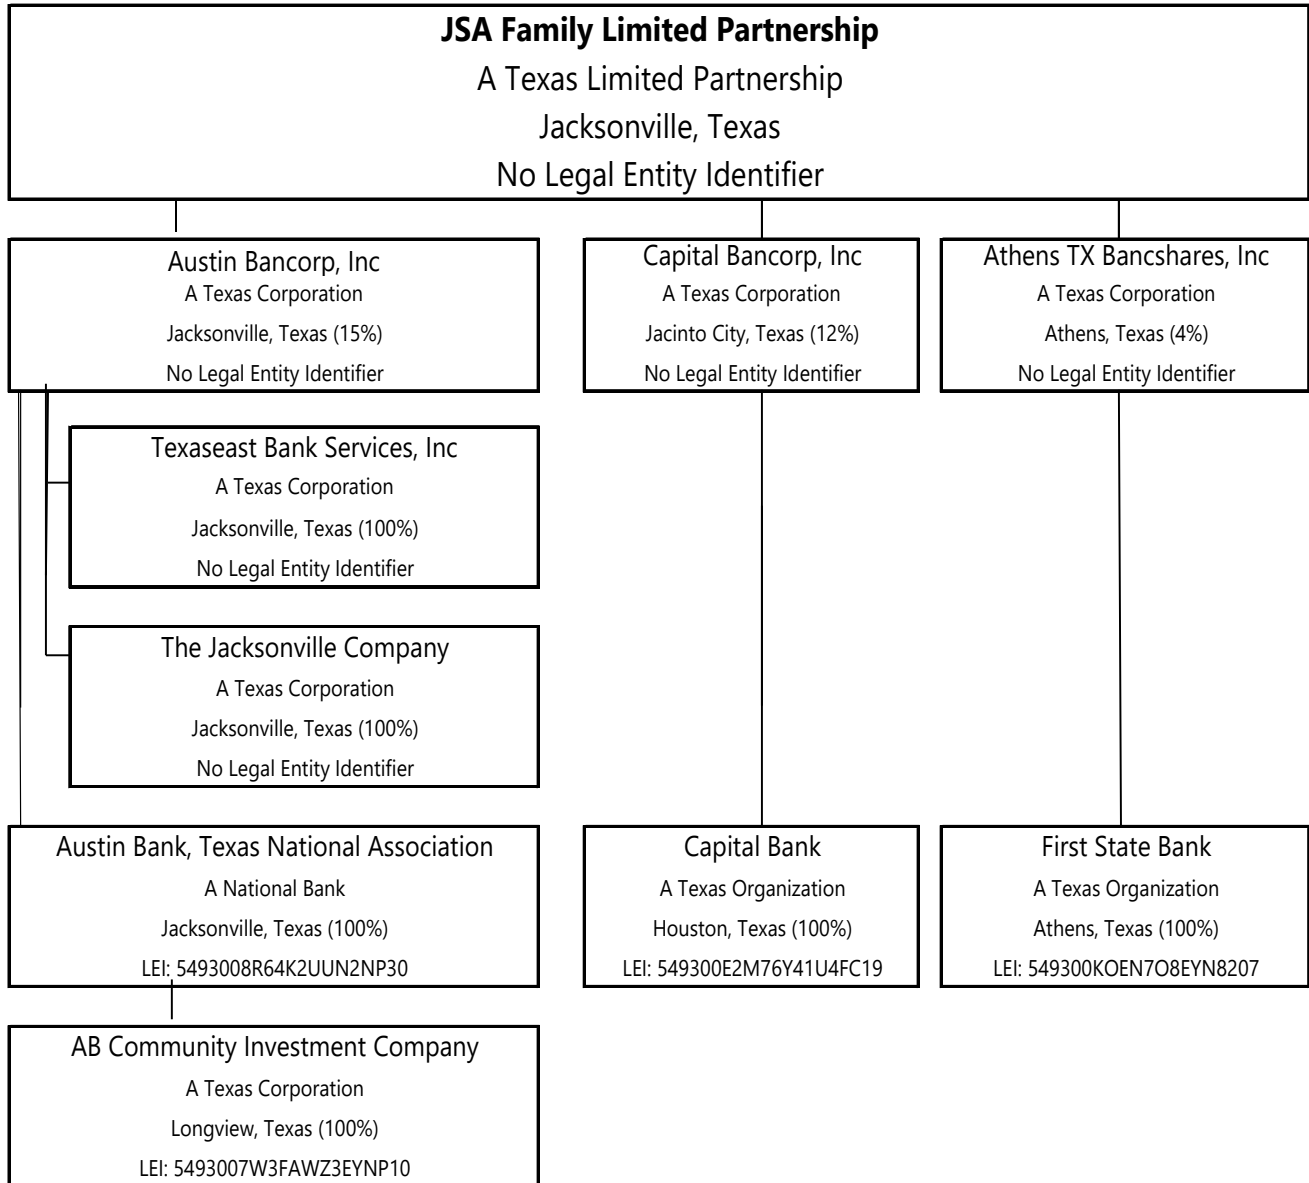 JSA Family Limited Partnership
A Texas Limited Partnership
Jacksonville, Texas
No Legal Entity Identifier
Austin Bancorp, Inc
A Texas Corporation
Jacksonville, Texas (15%)
No Legal Entity Identifier
Capital Bancorp, Inc
A Texas Corporation
Jacinto City, Texas (12%)
No Legal Entity Identifier
Athens TX Bancshares, Inc
A Texas Corporation
Athens, Texas (4%)
No Legal Entity Identifier
Texaseast Bank Services, Inc
A Texas Corporation
Jacksonville, Texas (100%)
No Legal Entity Identifier
The Jacksonville Company
A Texas Corporation
Jacksonville, Texas (100%)
No Legal Entity Identifier
Austin Bank, Texas National Association
A National Bank
Jacksonville, Texas (100%)
LEI: 5493008R64K2UUN2NP30
Capital Bank
A Texas Organization
Houston, Texas (100%)
LEI: 549300E2M76Y41U4FC19
First State Bank
A Texas Organization
Athens, Texas (100%)
LEI: 549300KOEN7O8EYN8207
AB Community Investment Company
A Texas Corporation
Longview, Texas (100%)
LEI: 5493007W3FAWZ3EYNP10